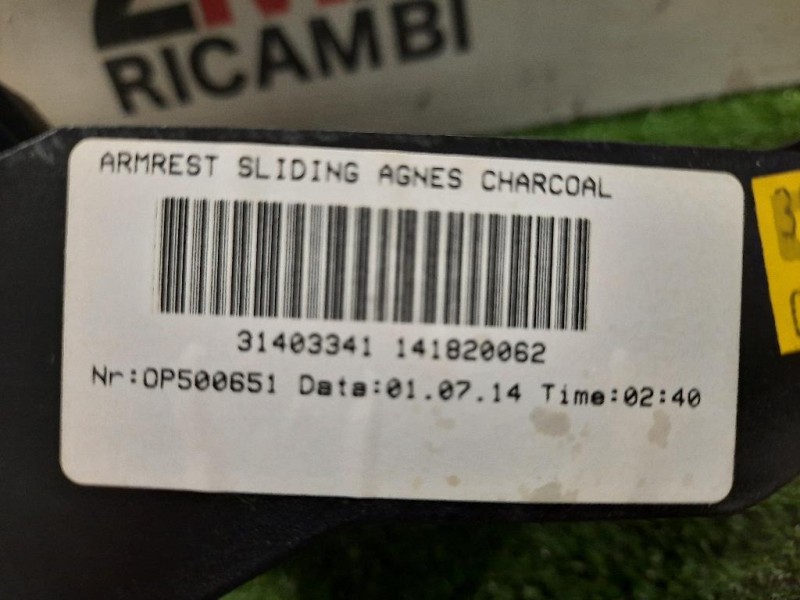 RICAMBI
ARMREST SLIDING AGNES CHARCOAL
31403341 141820062
Nr:OP500651 Data:01.07.14 Time:02:40